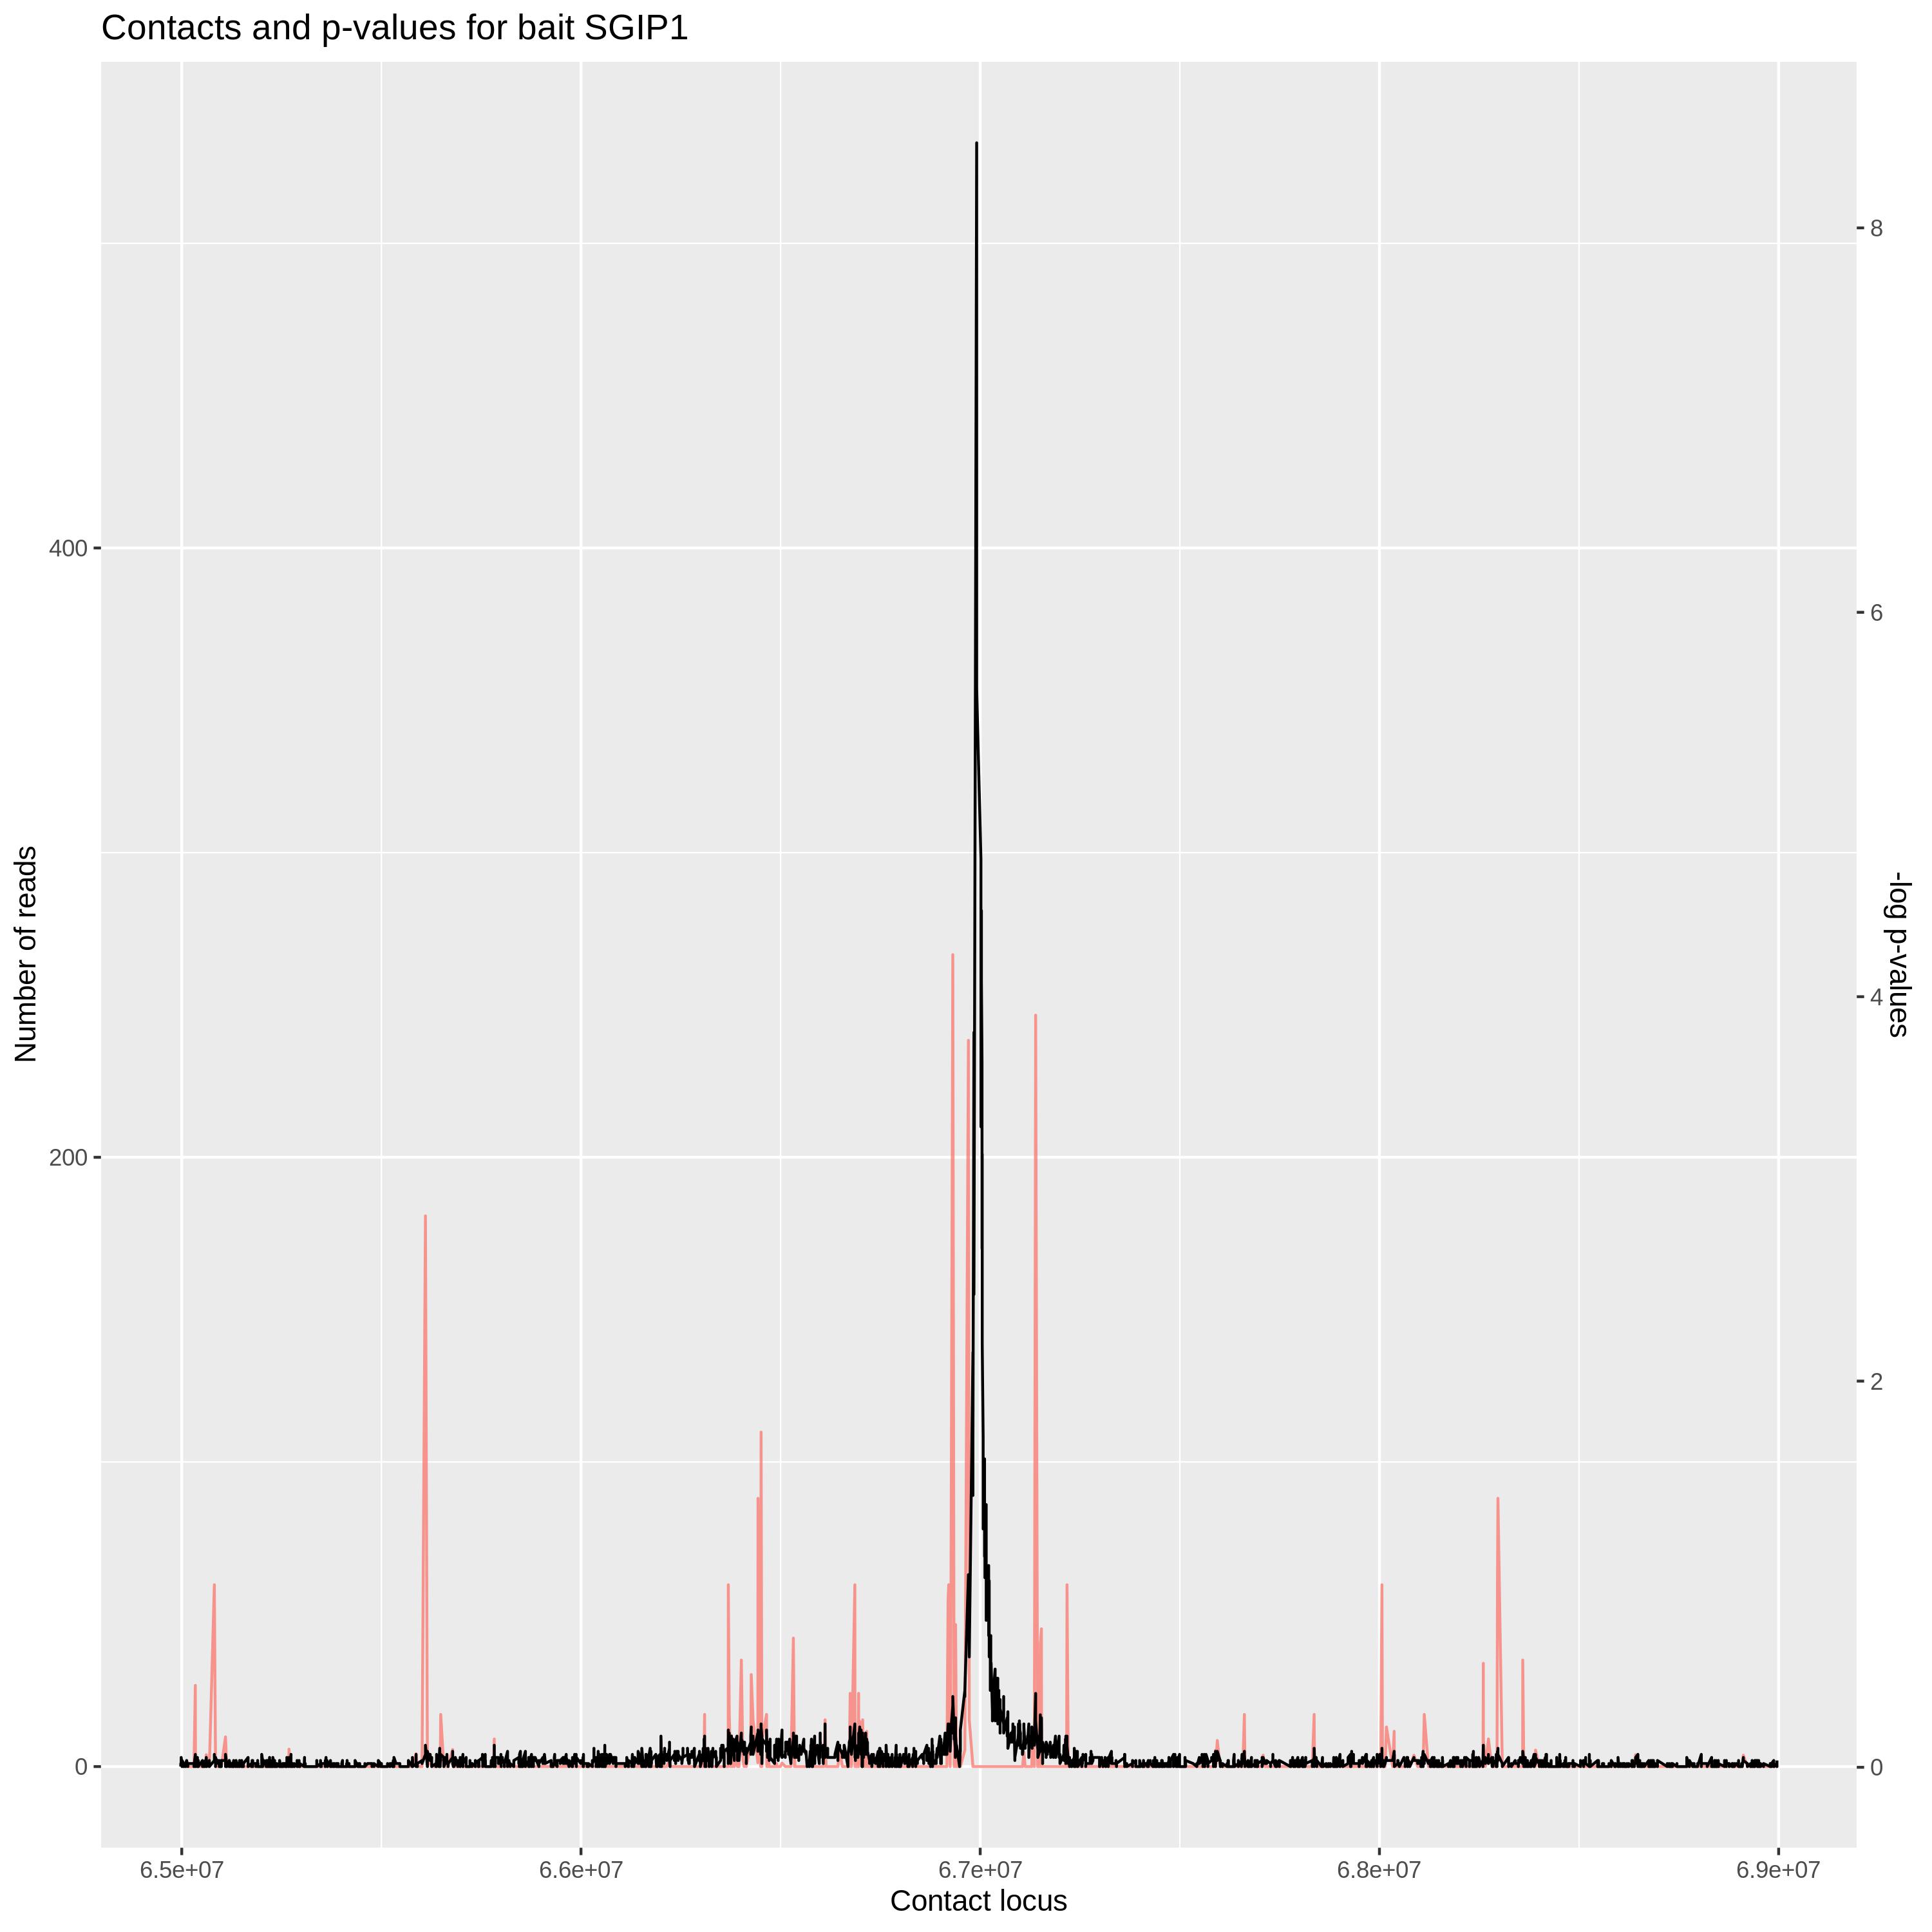 Contacts and p-values for bait SGIP1
8
6
400
4
200
2
0
0
Number of reads
-log p-values
6.5e+07
6.6e+07
6.7e+07
6.8e+07
6.9e+07
Contact locus